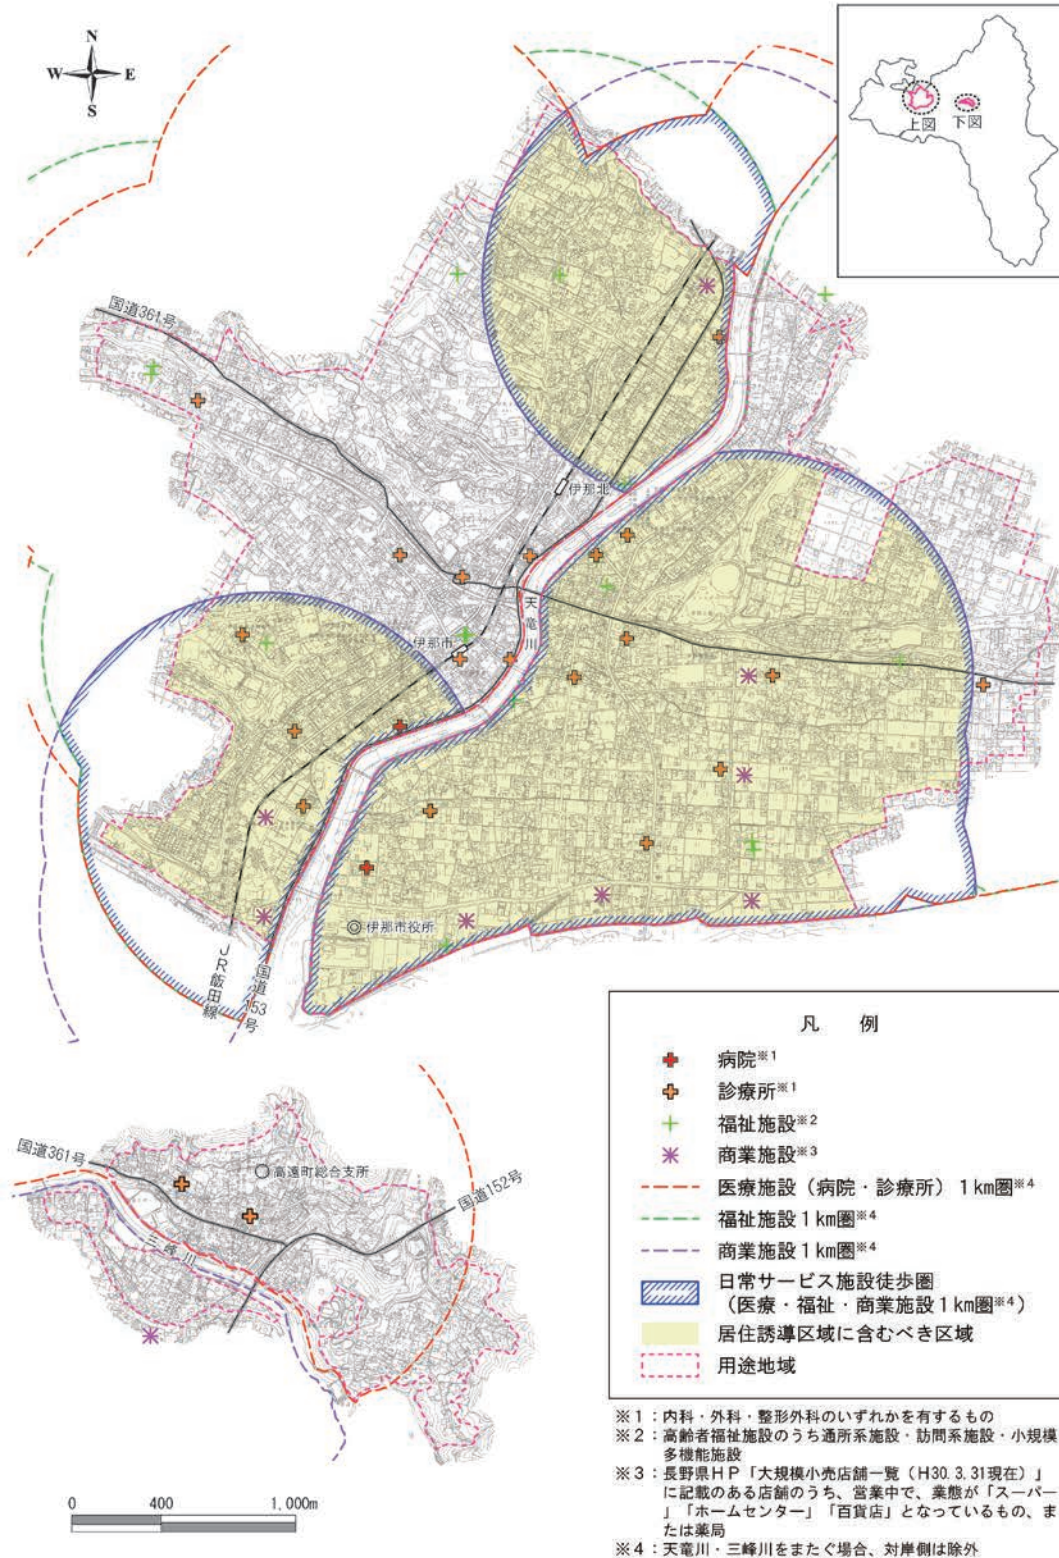 N
W E
S
上図 下図
国道361号
伊那北
天竜川
伊那市
伊那市役所
JR飯田線
国道153号
国道361号
高遠町総合支所
国道152号
三峰川
凡 例
病院※1
診療所※1
福祉施設※2
商業施設※3
医療施設（病院・診療所） 1km圏※4
福祉施設1km圏※4
商業施設1km圏※4
日常サービス施設徒歩圏
（医療・福祉・商業施設1km圏※4）
居住誘導区域に含むべき区域
用途地域
※1：内科・外科・整形外科のいずれかを有するもの
※2：高齢者福祉施設のうち通所系施設・訪問系施設・小規模
多機能施設
※3：長野県HP「大規模小売店舗一覧（H30.3.31現在）」
に記載のある店舗のうち、営業中で、業態が「スーパー
」「ホームセンター」「百貨店」となっているもの、ま
たは薬局
※4：天竜川・三峰川をまたぐ場合、対岸側は除外
0 400 1,000m